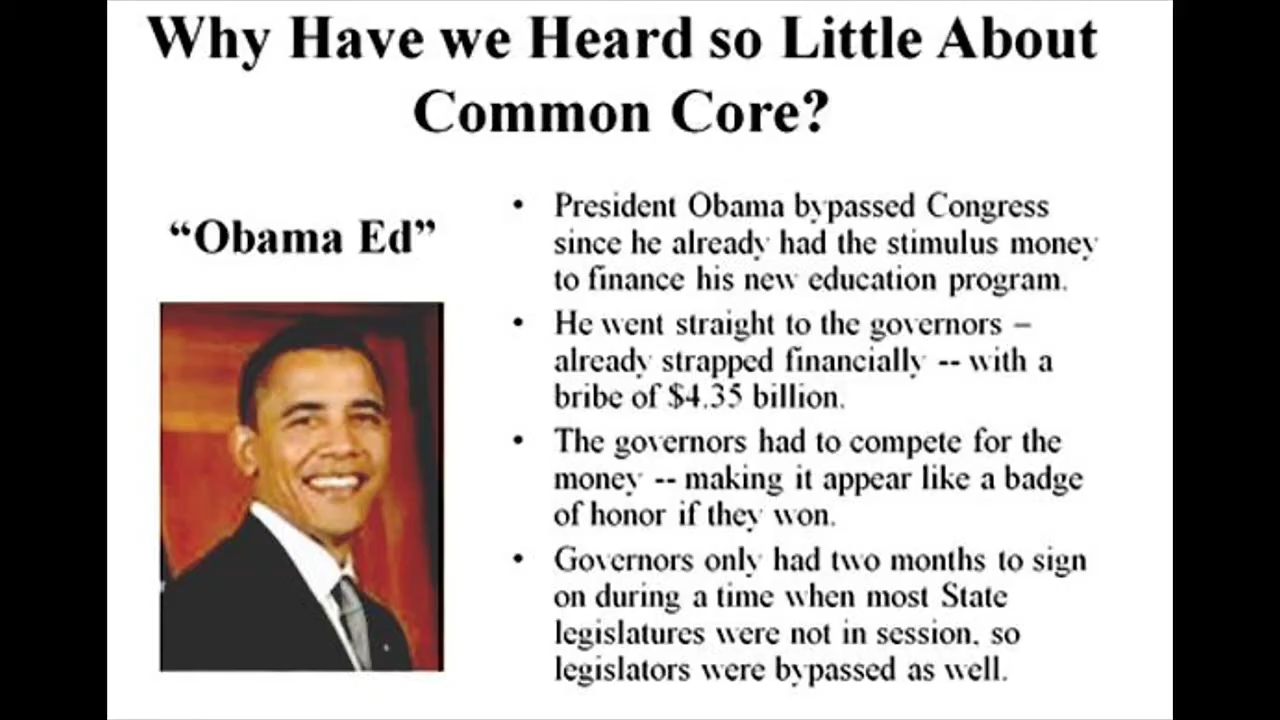 Why Have we Heard so Little About
Common Core?
“Obama Ed”
• President Obama bypassed Congress
since he already had the stimulus money
to finance his new education program.
• He went straight to the governors –
already strapped financially -- with a
bribe of $4.35 billion.
• The governors had to compete for the
money -- making it appear like a badge
of honor if they won.
• Governors only had two months to sign
on during a time when most State
legislatures were not in session, so
legislators were bypassed as well.